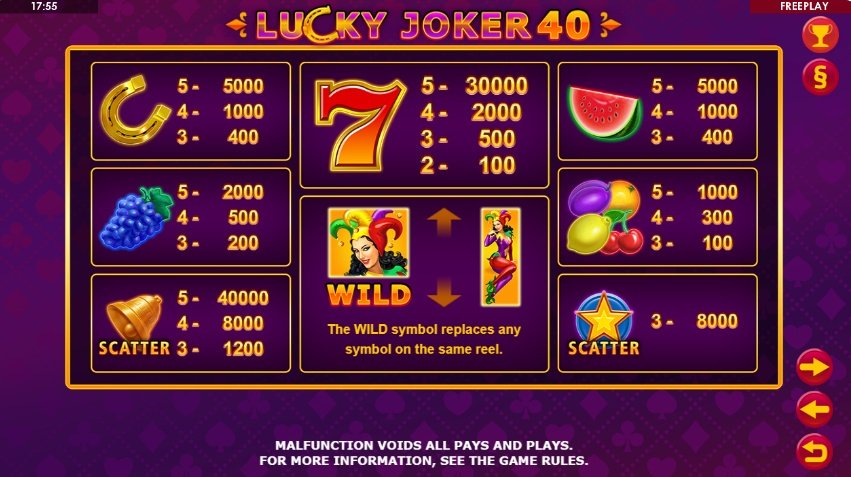 17:55
FREEPLAY
LUCKY JOKER 40
§
5- 5000
4- 1000
3- 400
7
5- 30000
4- 2000
3- 500
2- 100
5- 5000
4- 1000
3- 400
5- 2000
4- 500
3- 200
WILD
The WILD symbol replaces any
symbol on the same reel.
5- 1000
4- 300
3- 100
SCATTER
5- 40000
4- 8000
3- 1200
SCATTER
3- 8000
MALFUNCTION VOIDS ALL PAYS AND PLAYS.
FOR MORE INFORMATION, SEE THE GAME RULES.